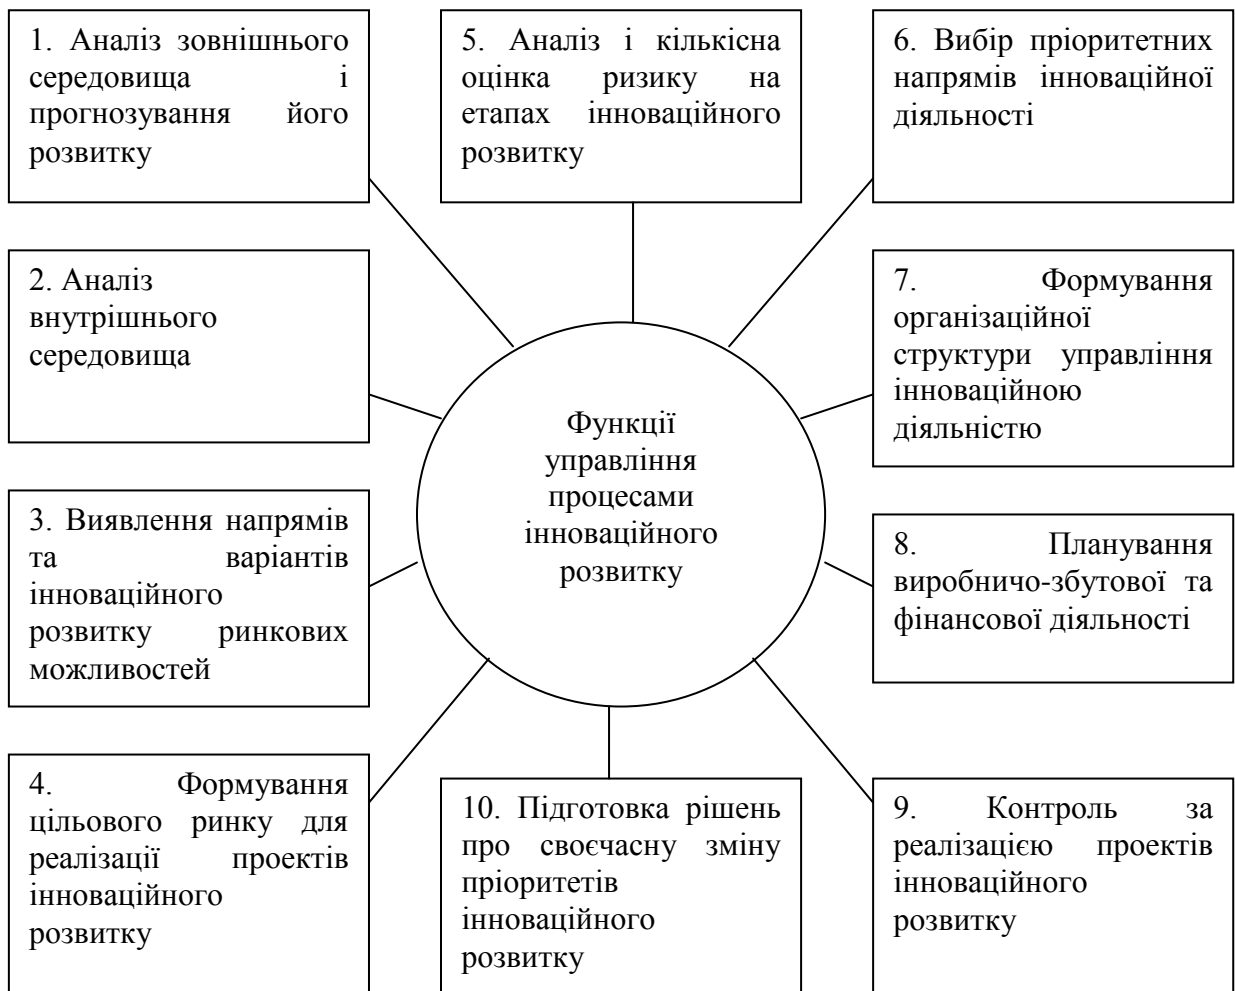 1. Аналіз зовнішнього
середовища і
прогнозування його
розвитку
2. Аналіз
внутрішнього
середовища
3. Виявлення напрямів
та варіантів
інноваційного
розвитку ринкових
можливостей
4. Формування
цільового ринку для
реалізації проектів
інноваційного
розвитку
5. Аналіз і кількісна
оцінка ризику на
етапах інноваційного
розвитку
6. Вибір пріоритетних
напрямів інноваційної
діяльності
7. Формування
організаційної
структури управління
інноваційною
діяльністю
8. Планування
виробничо-збутової та
фінансової діяльності
9. Контроль за
реалізацією проектів
інноваційного
розвитку
10. Підготовка рішень
про своєчасну зміну
пріоритетів
інноваційного
розвитку
Функції
управління
процесами
інноваційного
розвитку